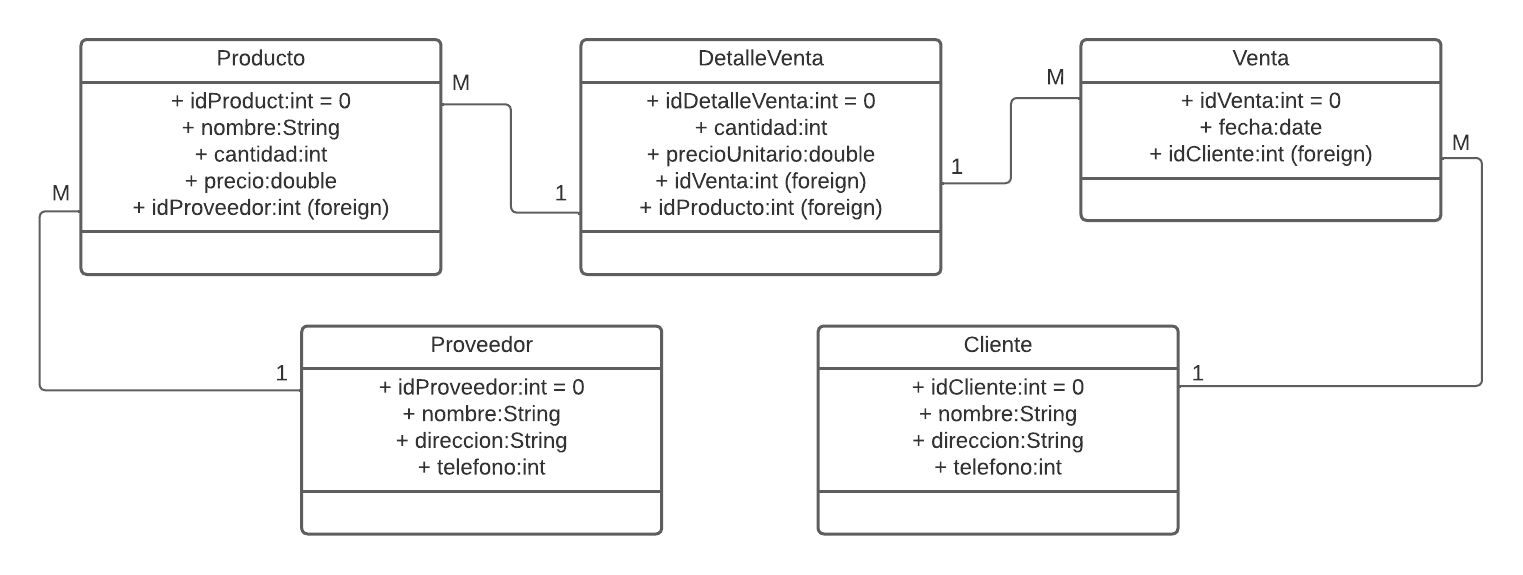 Producto
+ idProduct:int = 0
+ nombre:String
+ cantidad:int
+ precio:double
+ idProveedor:int (foreign)
M
M
1
DetalleVenta
+ idDetalleVenta:int = 0
+ cantidad:int
+ precioUnitario:double
+ idVenta:int (foreign)
+ idProducto:int (foreign)
1
M
Venta
+ idVenta:int = 0
+ fecha:date
+ idCliente:int (foreign)
M
1
Proveedor
+ idProveedor:int = 0
+ nombre:String
+ direccion:String
+ telefono:int
Cliente
+ idCliente:int = 0
+ nombre:String
+ direccion:String
+ telefono:int
1